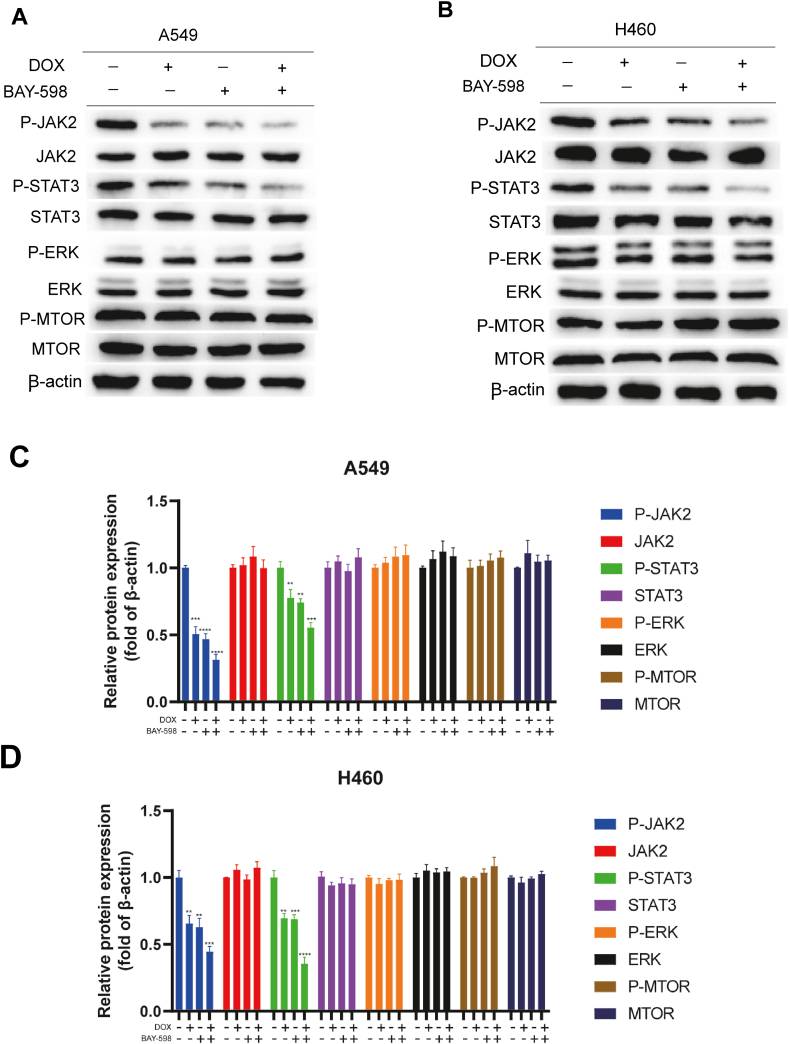 A
A549
DOX − + − +
BAY-598 − − + +
P-JAK2
JAK2
P-STAT3
STAT3
P-ERK
ERK
P-MTOR
MTOR
β-actin
B
H460
DOX − + − +
BAY-598 − − + +
P-JAK2
JAK2
P-STAT3
STAT3
P-ERK
ERK
P-MTOR
MTOR
β-actin
C
A549
Relative protein expression
(fold of β-actin)
1.5
1.0
0.5
0.0
*** **** **** ** ** ***
DOX - + - + - + - + - + - + - + - + - + - + - + - + - + - + - + - +
BAY-598 - - + + - - + + - - + + - - + + - - + + - - + + - - + + - - + +
P-JAK2
JAK2
P-STAT3
STAT3
P-ERK
ERK
P-MTOR
MTOR
D
H460
Relative protein expression
(fold of β-actin)
1.5
1.0
0.5
0.0
** ** *** ** *** ****
DOX - + - + - + - + - + - + - + - + - + - + - + - + - + - + - + - +
BAY-598 - - + + - - + + - - + + - - + + - - + + - - + + - - + + - - + +
P-JAK2
JAK2
P-STAT3
STAT3
P-ERK
ERK
P-MTOR
MTOR